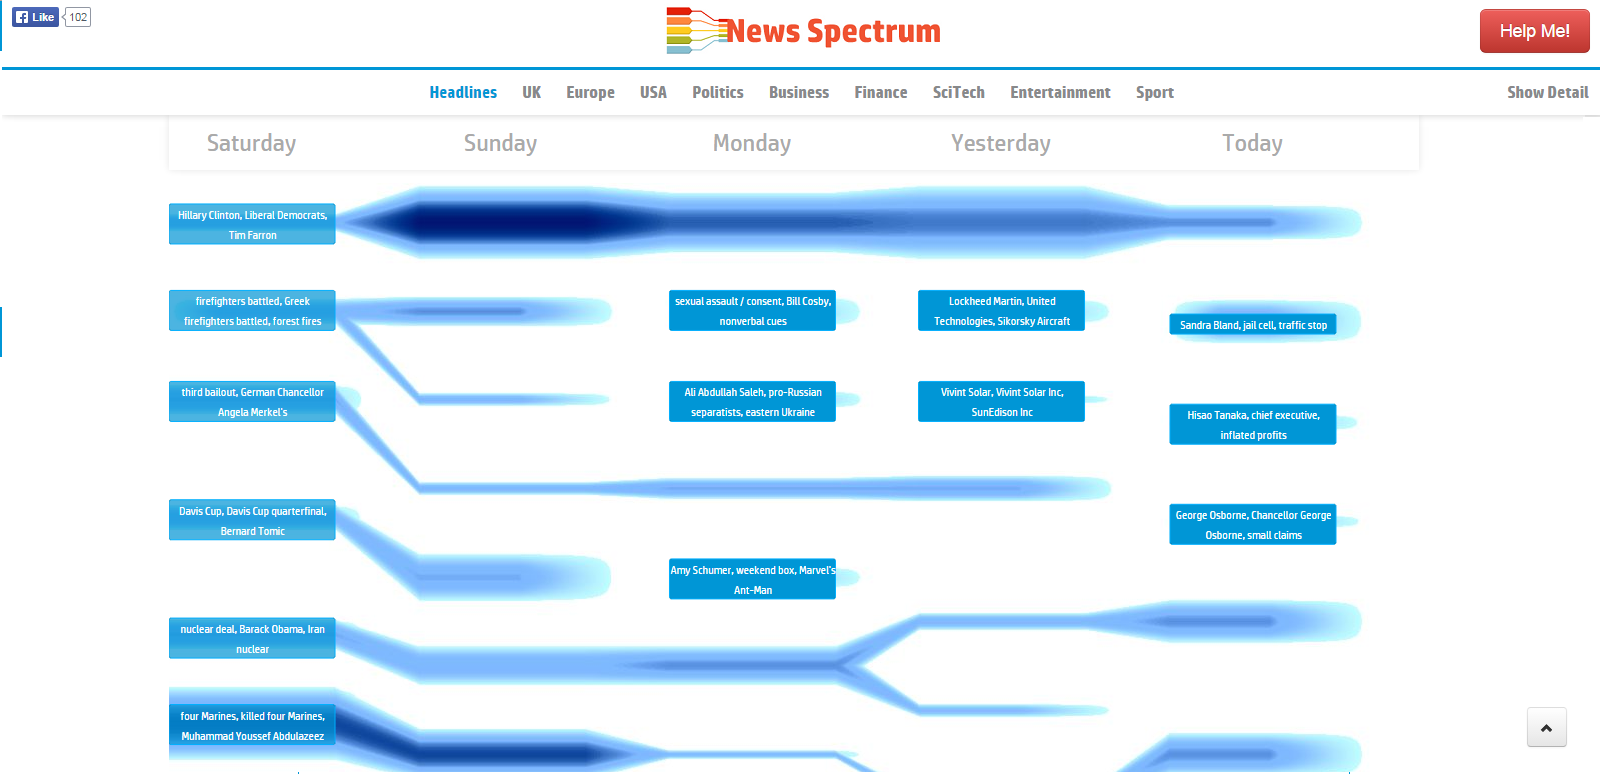 Like
102
News Spectrum
Help Me!
Headlines UK Europe USA Politics Business Finance SciTech Entertainment Sport Show Detail
Saturday Sunday Monday Yesterday Today
Hillary Clinton, Liberal Democrats,
Tim Farron
firefighters battled, Greek
firefighters battled, forest fires
sexual assault / consent, Bill Cosby,
nonverbal cues
Lockheed Martin, United
Technologies, Sikorsky Aircraft
Sandra Bland, jail cell, traffic stop
third bailout, German Chancellor
Angela Merkel's
Ali Abdullah Saleh, pro-Russian
separatists, eastern Ukraine
Vivint Solar, Vivint Solar Inc,
SunEdison Inc
Hisao Tanaka, chief executive,
inflated profits
Davis Cup, Davis Cup quarterfinal,
Bernard Tomic
George Osborne, Chancellor George
Osborne, small claims
Amy Schumer, weekend box, Marvel's
Ant-Man
nuclear deal, Barack Obama, Iran
nuclear
four Marines, killed four Marines,
Muhammad Youssef Abdulazeez